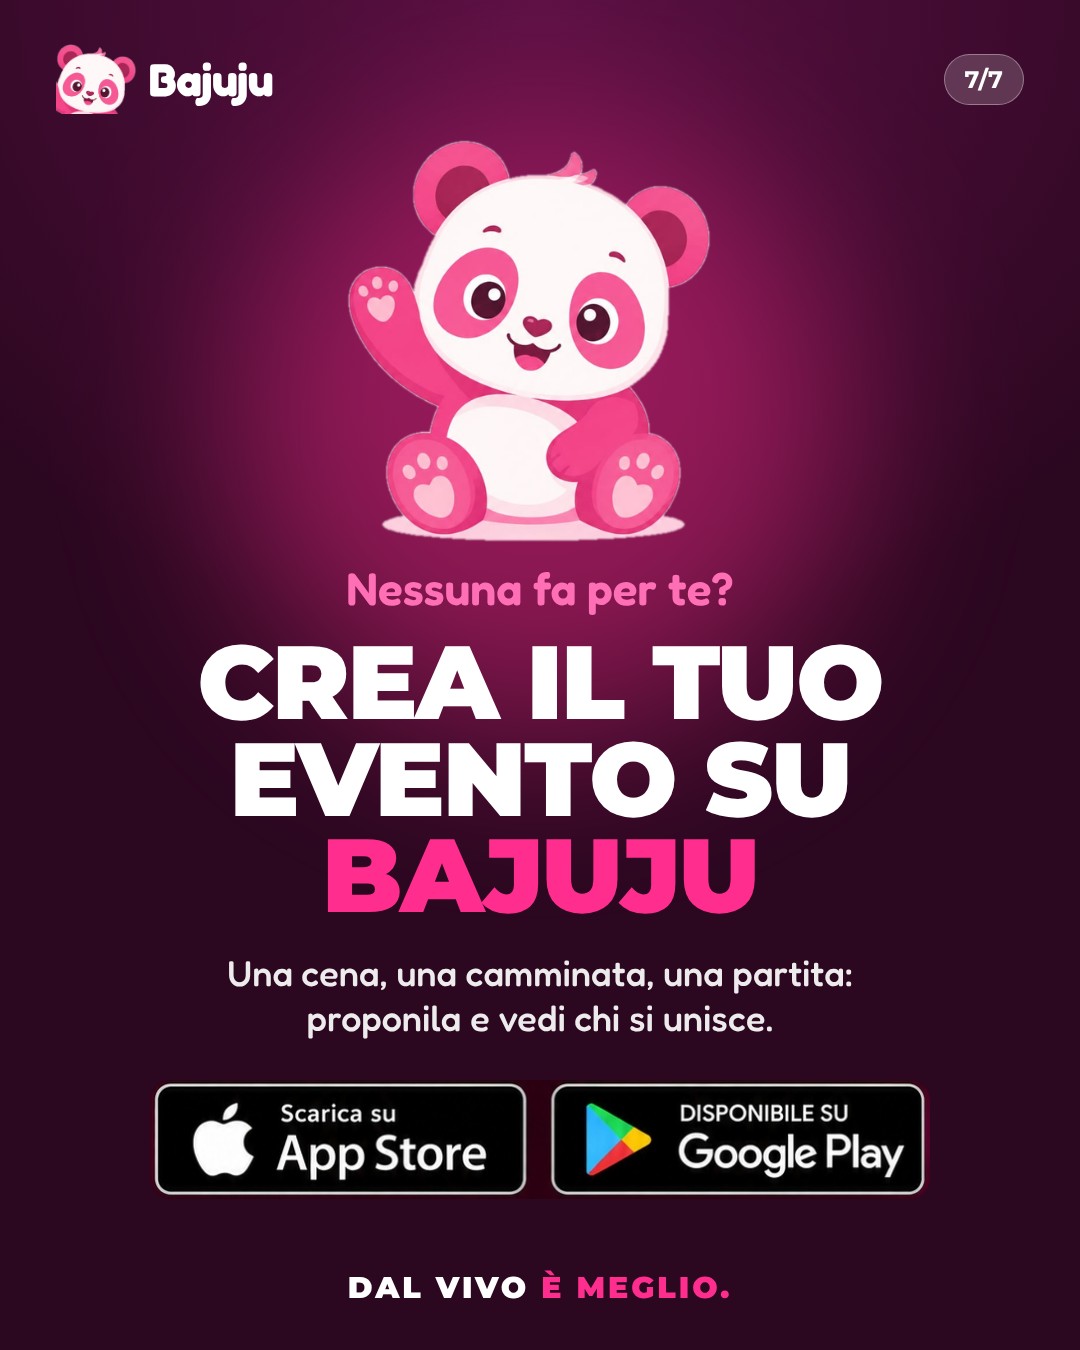 Bajuju
7/7
Nessuna fa per te?
CREA IL TUO
EVENTO SU
BAJUJU
Una cena, una camminata, una partita:
proponila e vedi chi si unisce.
Scarica su
App Store
DISPONIBILE SU
Google Play
DAL VIVO È MEGLIO.